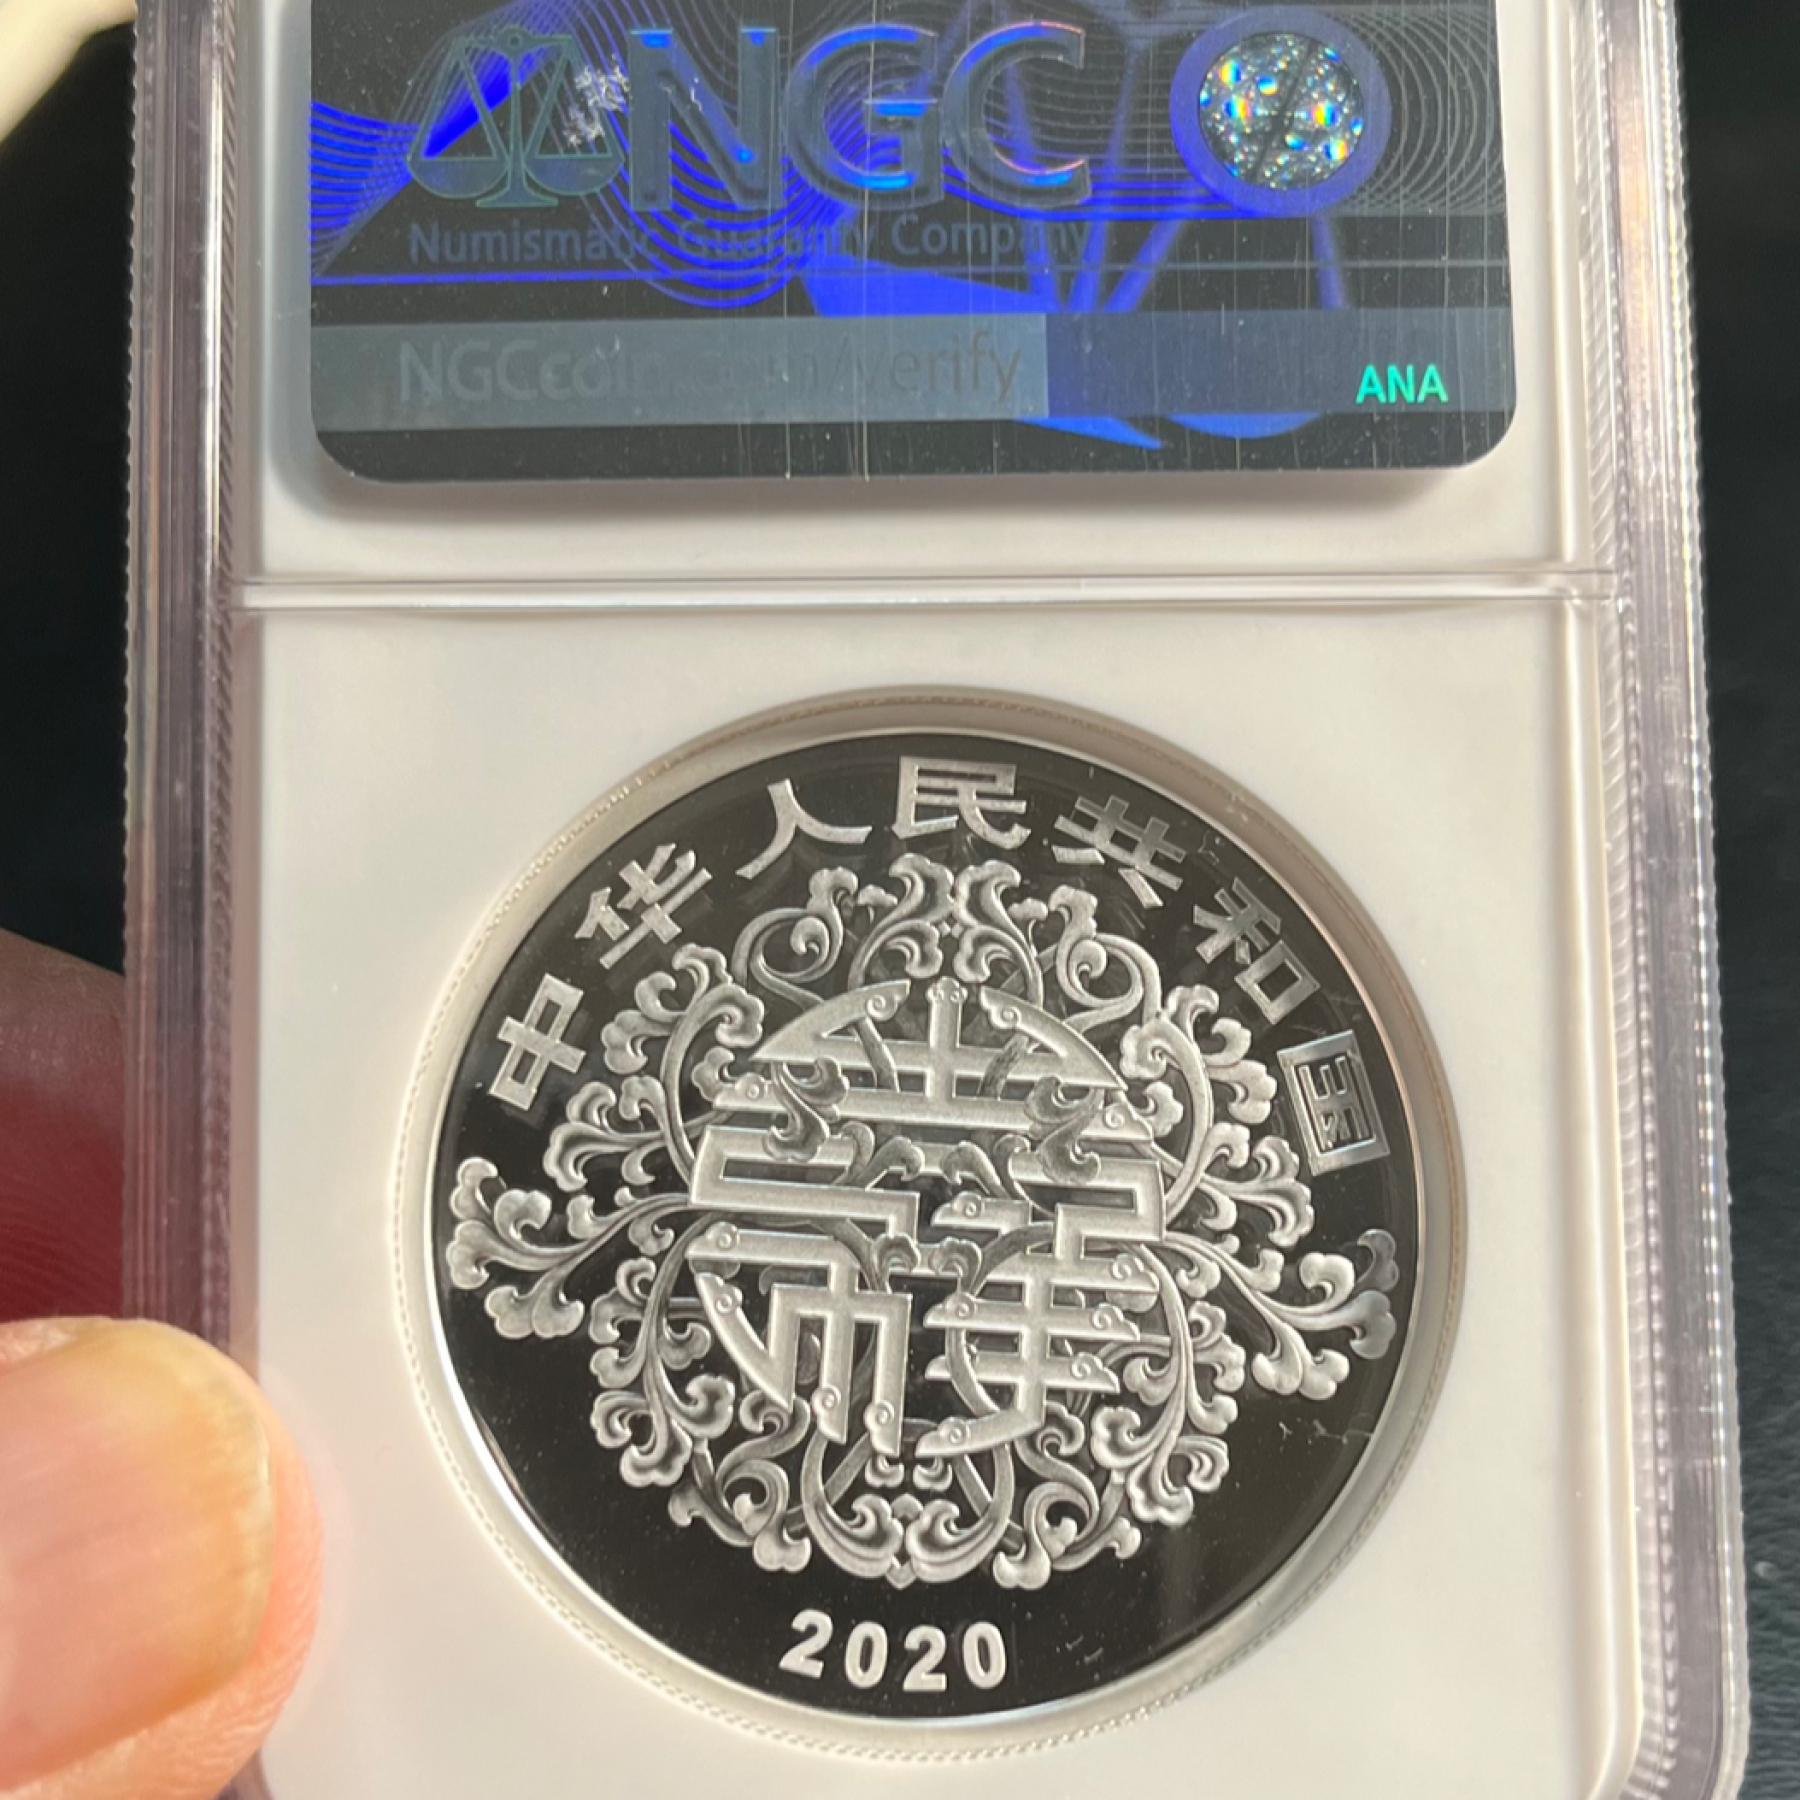 NGC
Numismatic Guaranty Company
NGCcoin.com/verify
ANA
中华人民共和国
2020